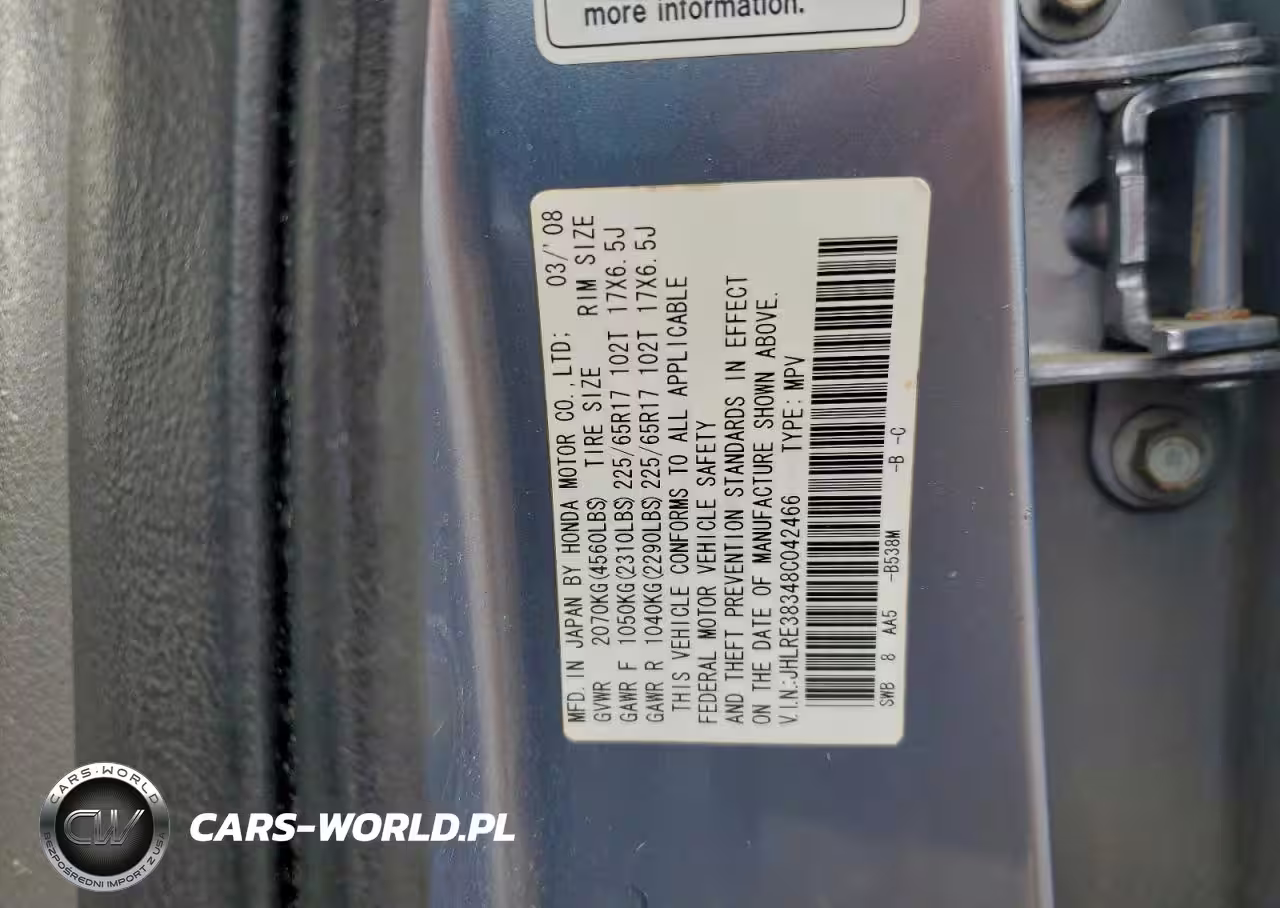 more information.
MFD. IN JAPAN BY HONDA MOTOR CO., LTD; 03/'08
GVWR 2070KG(4560LBS) TIRE SIZE RIM SIZE
GAWR F 1050KG(2310LBS) 225/65R17 102T 17X6.5J
GAWR R 1040KG(2290LBS) 225/65R17 102T 17X6.5J
THIS VEHICLE CONFORMS TO ALL APPLICABLE
FEDERAL MOTOR VEHICLE SAFETY
AND THEFT PREVENTION STANDARDS IN EFFECT
ON THE DATE OF MANUFACTURE SHOWN ABOVE.
V.I.N.:JHLRE38348C042466 TYPE: MPV
SWB 8 AA5 -B538M -B -C
CARS-WORLD
CW
BEZPOŚREDNI IMPORT Z USA
CARS-WORLD.PL